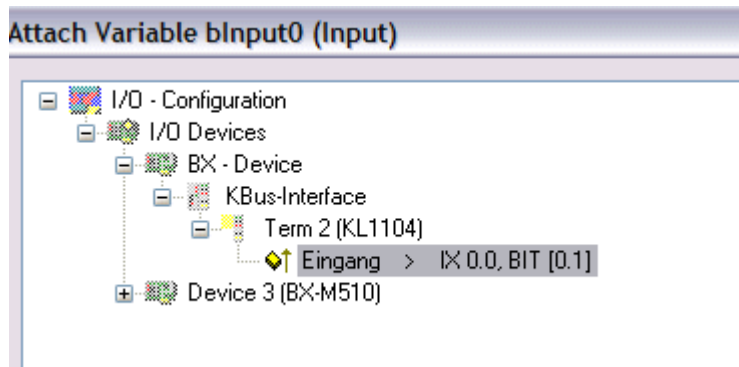 Attach Variable bInput0 (Input)
I/O - Configuration
I/O Devices
BX - Device
KBus-Interface
Term 2 (KL1104)
Eingang > IX 0.0, BIT [0.1]
Device 3 (BX-M510)